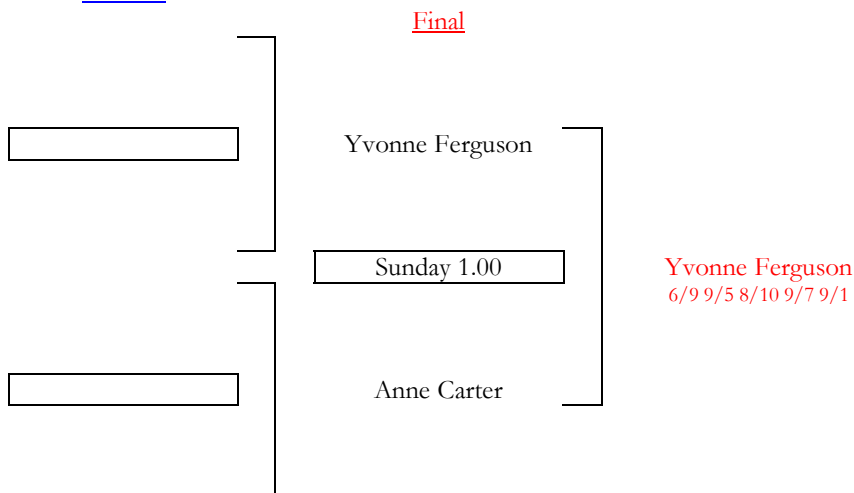 Final
Yvonne Ferguson
Sunday 1.00
Yvonne Ferguson
6/9 9/5 8/10 9/7 9/1
Anne Carter